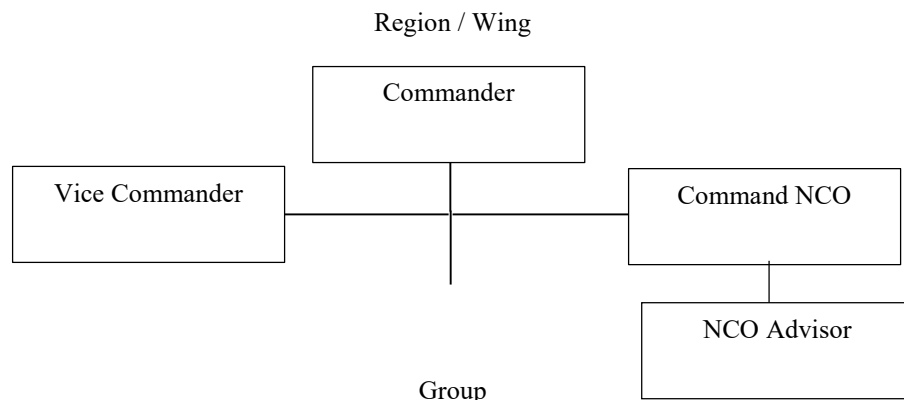 Region / Wing
Commander
Vice Commander
Command NCO
NCO Advisor
Group